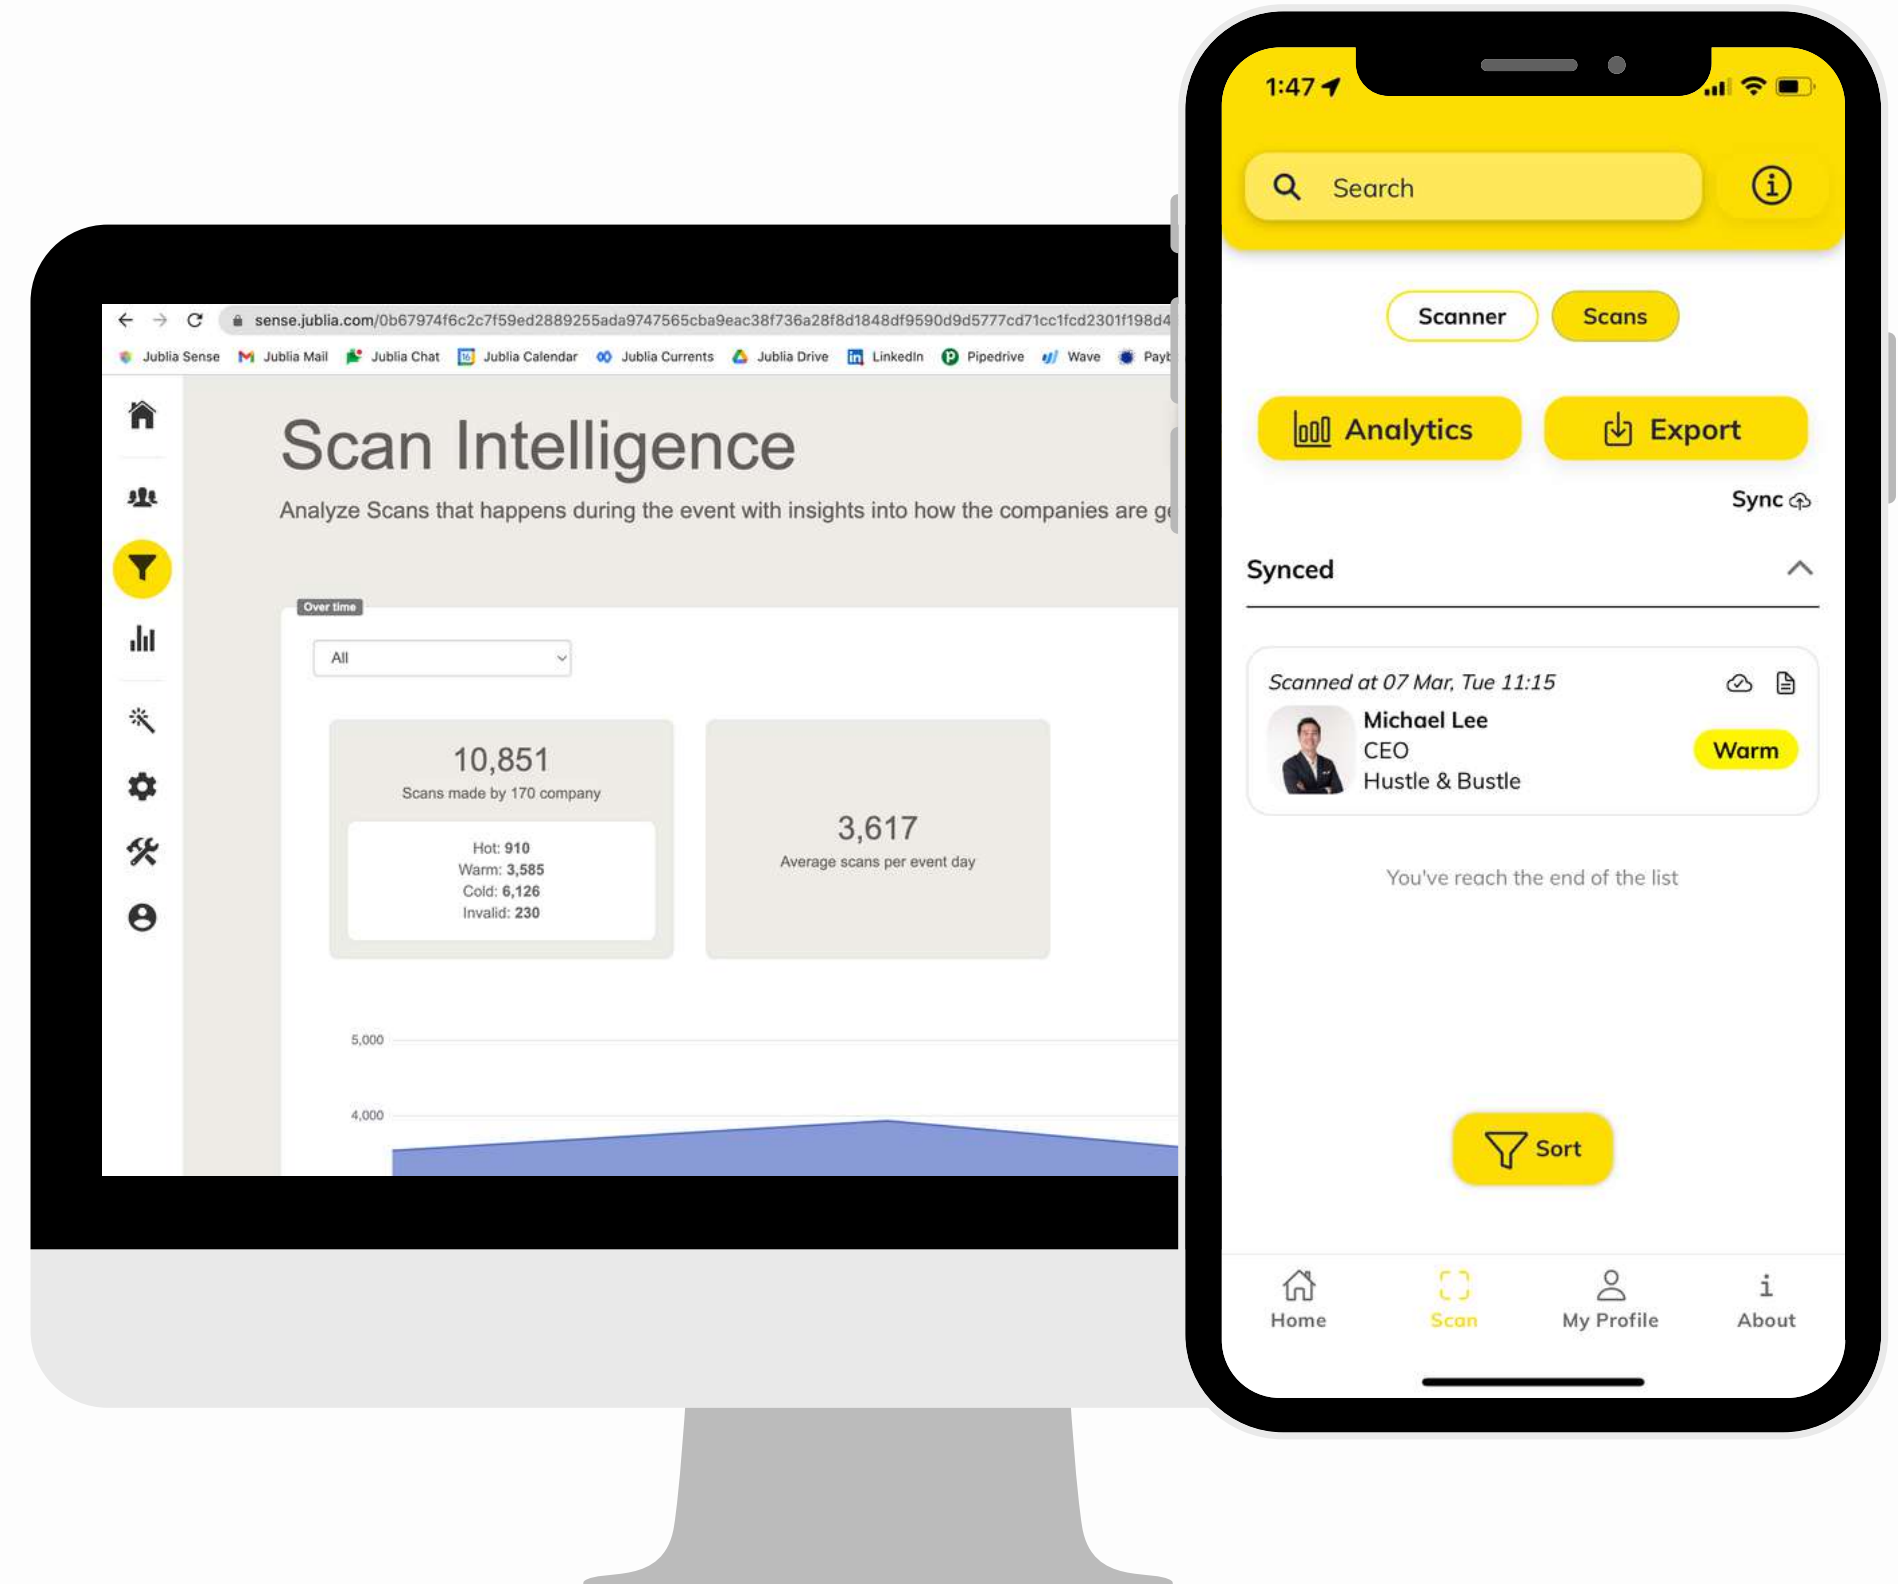 sense.jublia.com/0b67974f6c2c7f59ed2889255ada9747565cba9eac38f736a28f8d1848df9590d9d5777cd71cc1fcd2301f198d4
Jublia Sense Jublia Mail Jublia Chat 16 Jublia Calendar Jublia Currents Jublia Drive LinkedIn Pipedrive Wave
Scan Intelligence
Analyze Scans that happens during the event with insights into how the companies are
Over time
All
10,851
Scans made by 170 company
Hot: 910
Warm: 3,585
Cold: 6,126
Invalid: 230
3,617
Average scans per event day
5,000
4,000
1:47
Search
Scanner Scans
Analytics Export
Sync
Synced
Scanned at 07 Mar, Tue 11:15
Michael Lee
CEO
Hustle & Bustle
Warm
You've reach the end of the list
Sort
Home Scan My Profile About